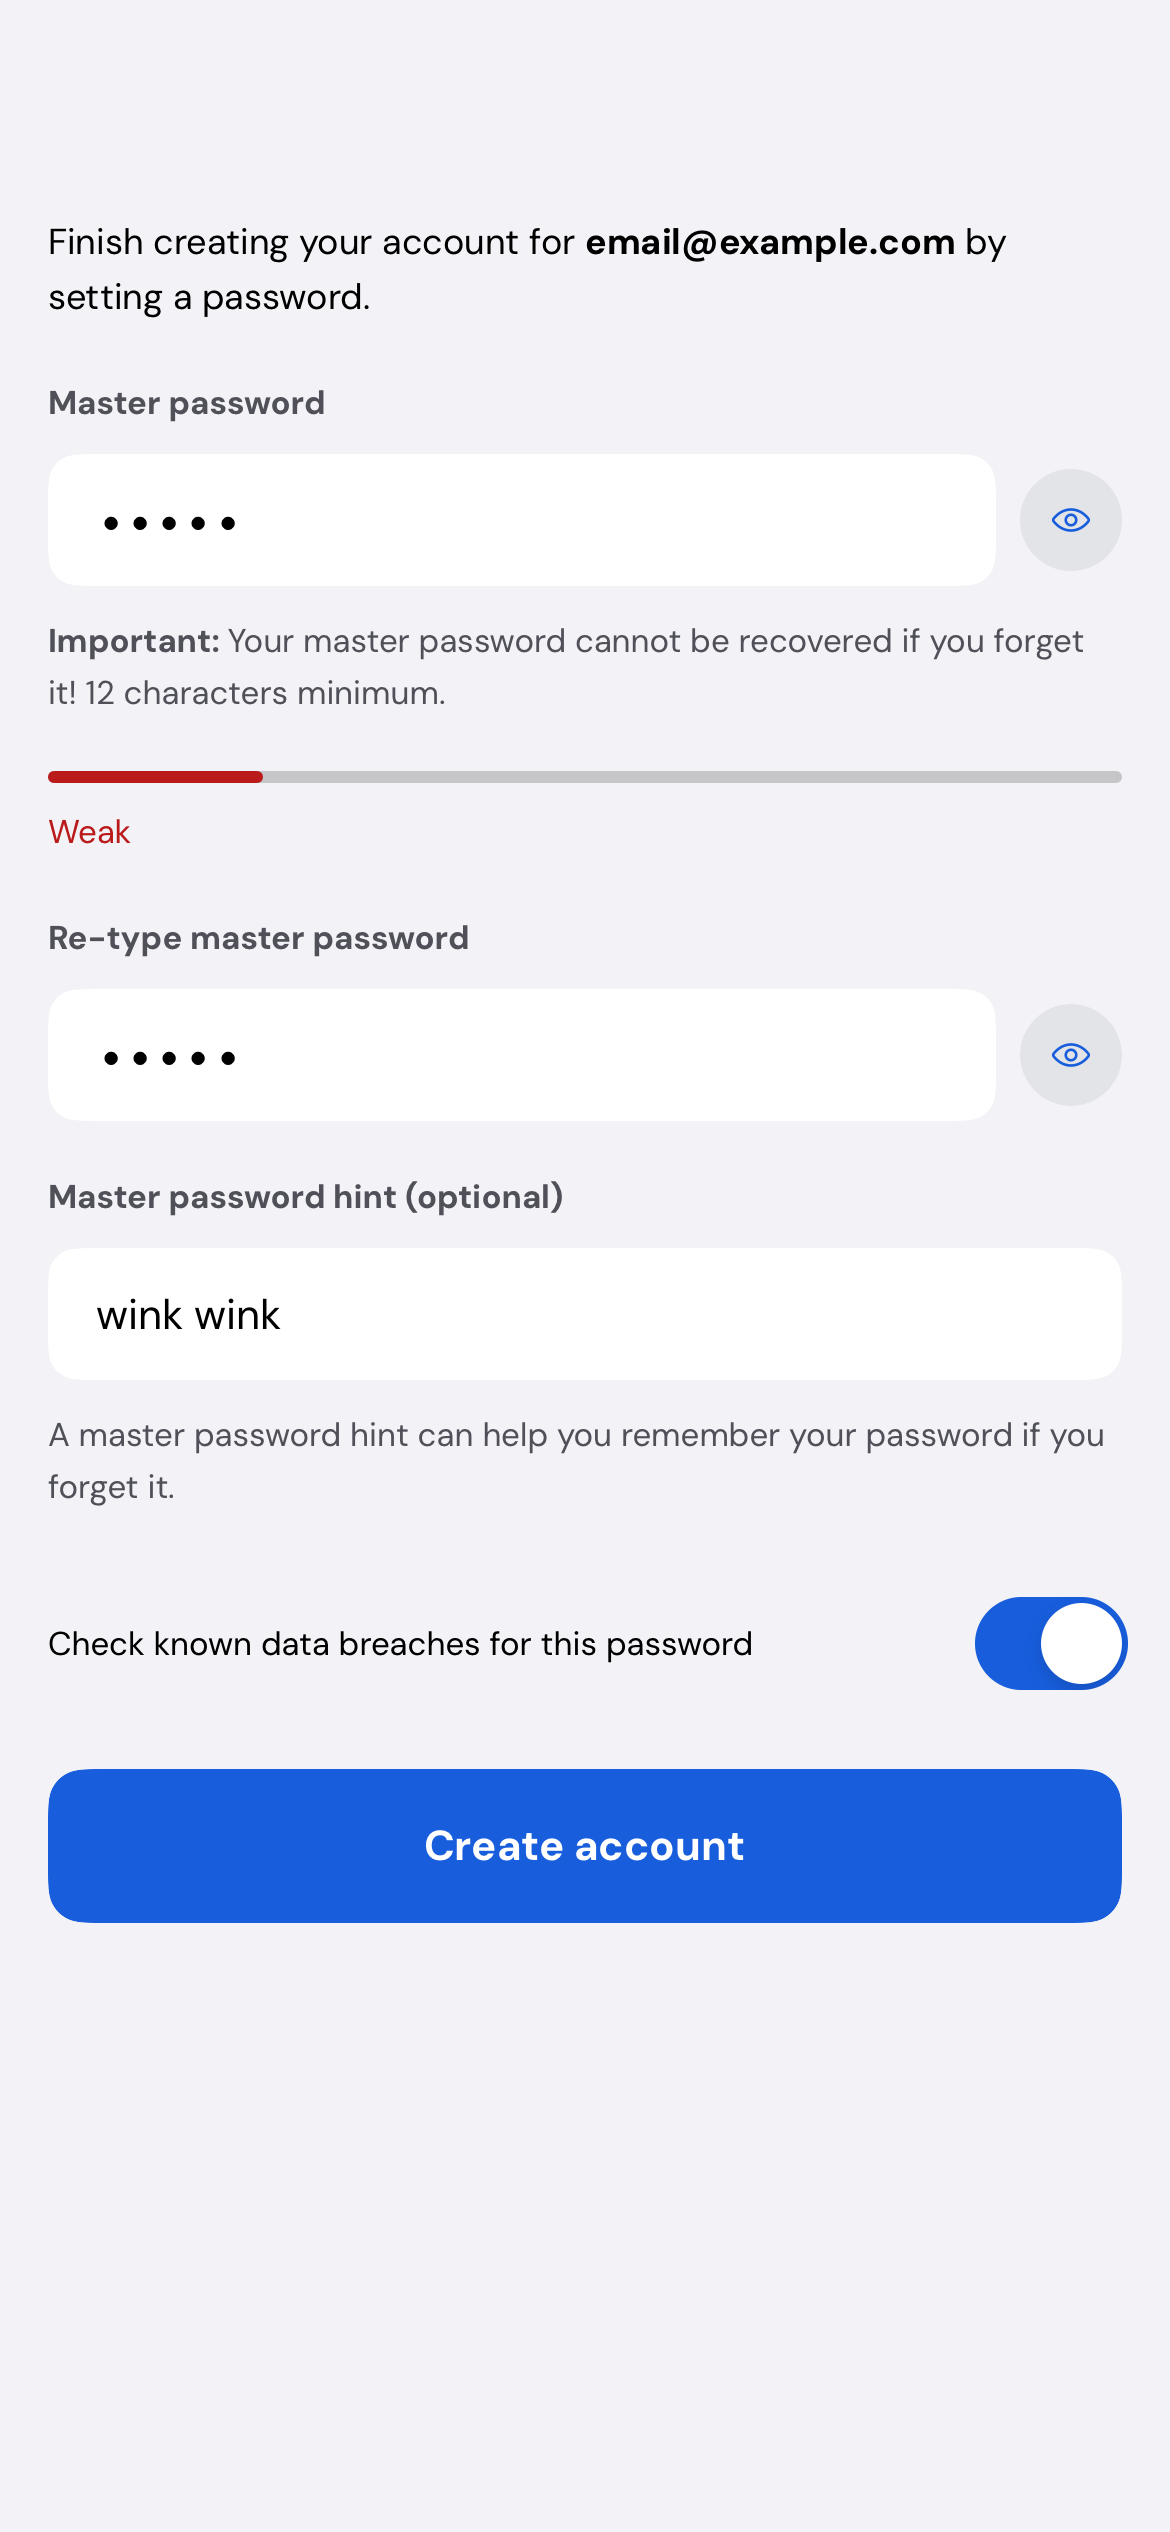 Finish creating your account for email@example.com by
setting a password.
Master password
•••••
Important: Your master password cannot be recovered if you forget
it! 12 characters minimum.
Weak
Re-type master password
•••••
Master password hint (optional)
wink wink
A master password hint can help you remember your password if you
forget it.
Check known data breaches for this password
Create account